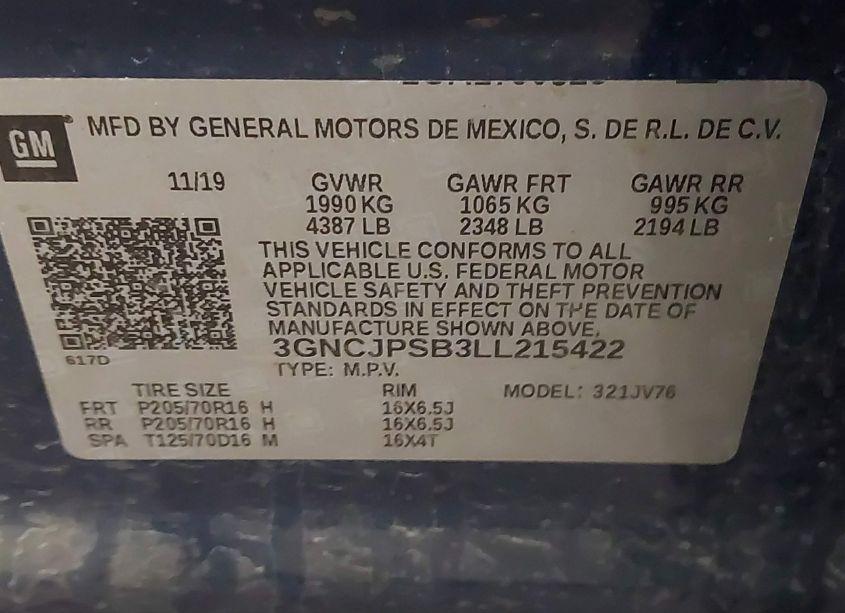 GM
MFD BY GENERAL MOTORS DE MEXICO, S. DE R.L. DE C.V.
11/19 GVWR GAWR FRT GAWR RR
1990 KG 1065 KG 995 KG
4387 LB 2348 LB 2194 LB
THIS VEHICLE CONFORMS TO ALL
APPLICABLE U.S. FEDERAL MOTOR
VEHICLE SAFETY AND THEFT PREVENTION
STANDARDS IN EFFECT ON THE DATE OF
MANUFACTURE SHOWN ABOVE.
617D
3GNCJPSB3LL215422
TYPE: M.P.V.
TIRE SIZE RIM MODEL: 321JV76
FRT P205/70R16 H 16X6.5J
RR P205/70R16 H 16X6.5J
SPA T125/70D16 M 16X4T